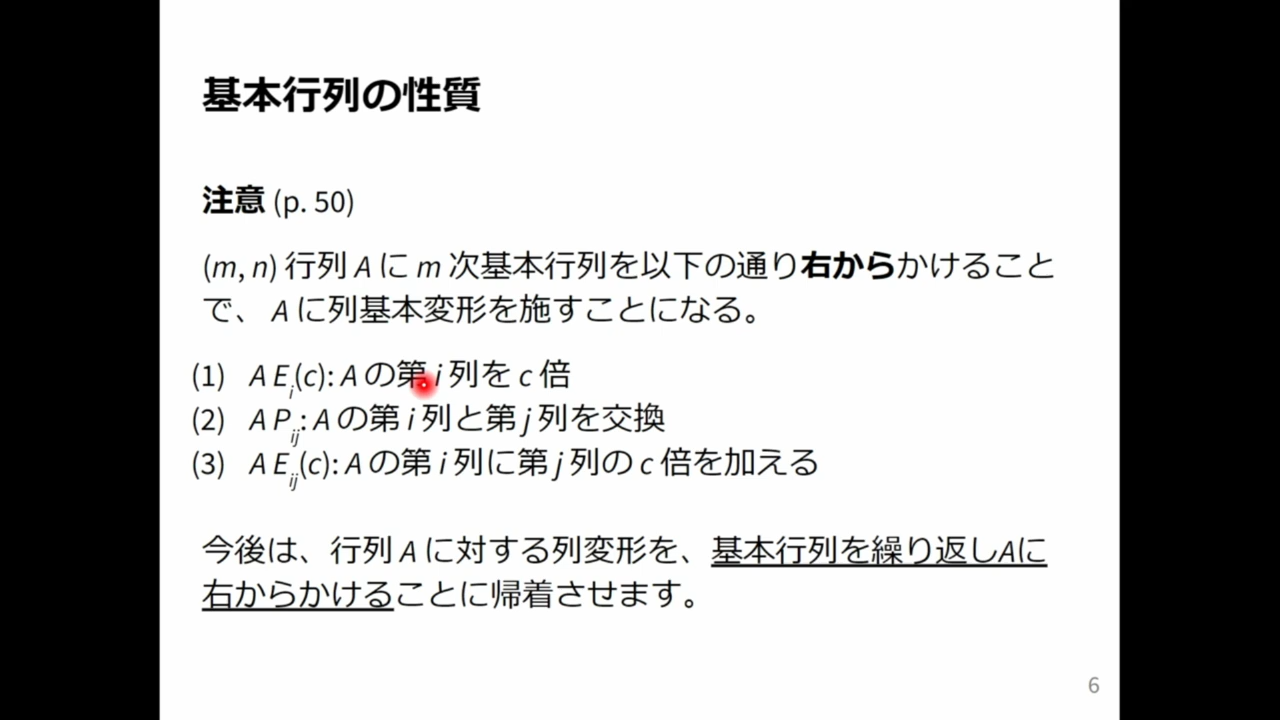 基本行列の性質
注意 (p. 50)
(m, n) 行列 A に m 次基本行列を以下の通り右からかけること
で、 A に列基本変形を施すことになる。
(1) A Ei(c): A の第 i 列を c 倍
(2) A Pij: A の第 i 列と第 j 列を交換
(3) A Eij(c): A の第 i 列に第 j 列の c 倍を加える
今後は、行列 A に対する列変形を、基本行列を繰り返しAに
右からかけることに帰着させます。
6